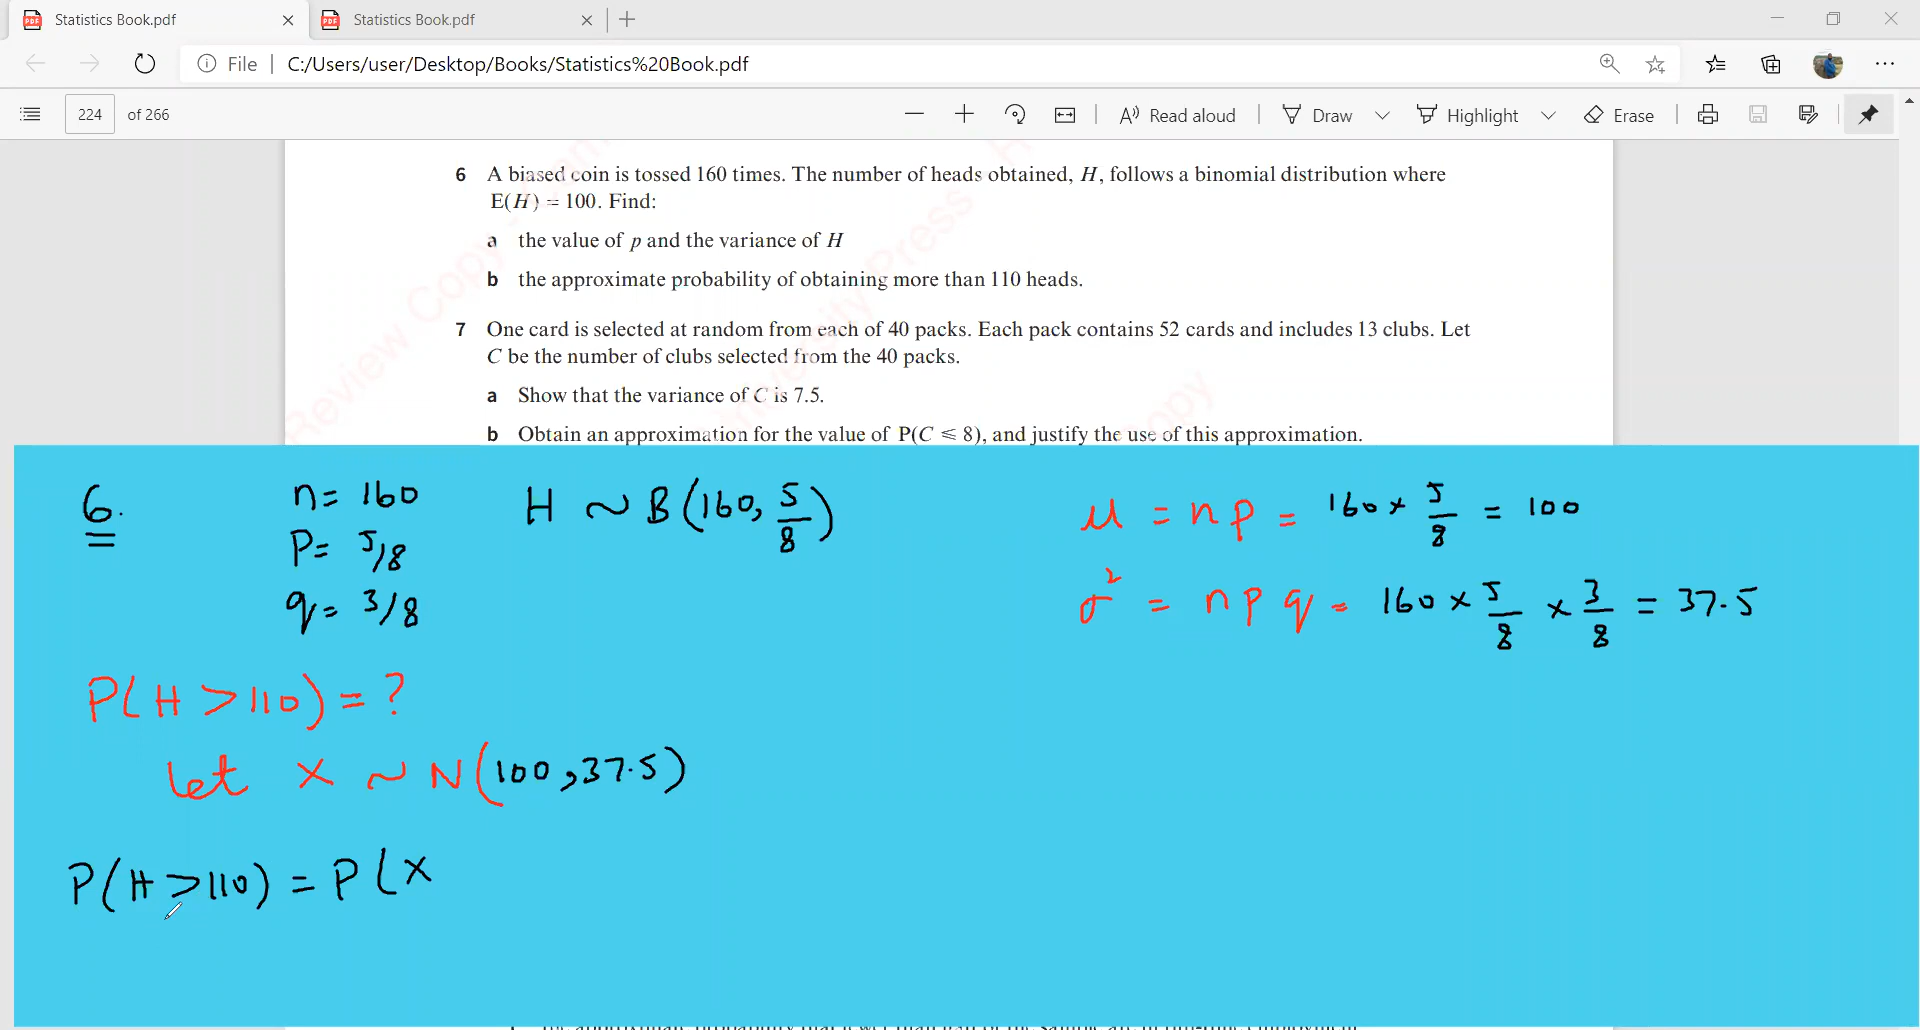 Statistics Book.pdf
Statistics Book.pdf
File
C:/Users/user/Desktop/Books/Statistics%20Book.pdf
224 of 266
Read aloud
Draw
Highlight
Erase
6 A biased coin is tossed 160 times. The number of heads obtained, H, follows a binomial distribution where
E(H) = 100. Find:
a the value of p and the variance of H
b the approximate probability of obtaining more than 110 heads.
7 One card is selected at random from each of 40 packs. Each pack contains 52 cards and includes 13 clubs. Let
C be the number of clubs selected from the 40 packs.
a Show that the variance of C is 7.5.
b Obtain an approximation for the value of P(C ⩽ 8), and justify the use of this approximation.
Review Copy
Press
Copy
6.
n = 160
P = 5/8
q = 3/8
H ~ B(160, 5/8)
μ = np = 160 × 5/8 = 100
σ² = npq = 160 × 5/8 × 3/8 = 37.5
P(H > 110) = ?
let X ~ N(100, 37.5)
P(H > 110) = P(X